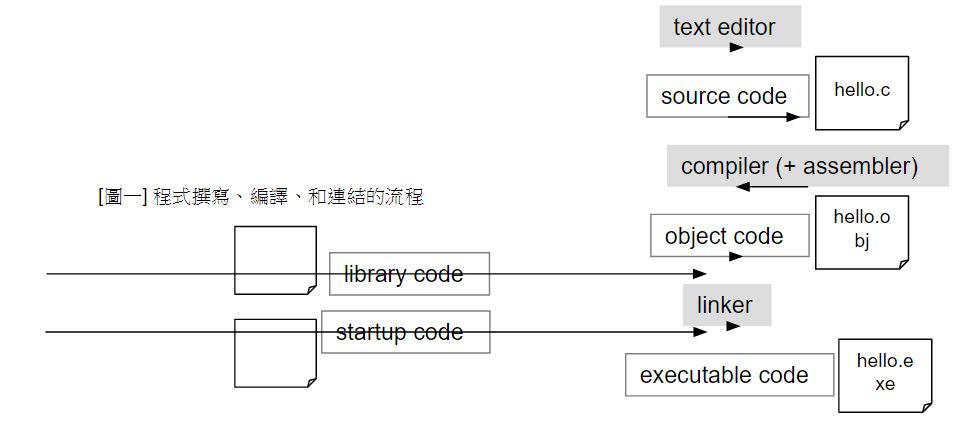 text editor
source code
hello.c
compiler (+ assembler)
[圖一] 程式撰寫、編譯、和連結的流程
object code
hello.o
bj
library code
linker
startup code
executable code
hello.e
xe